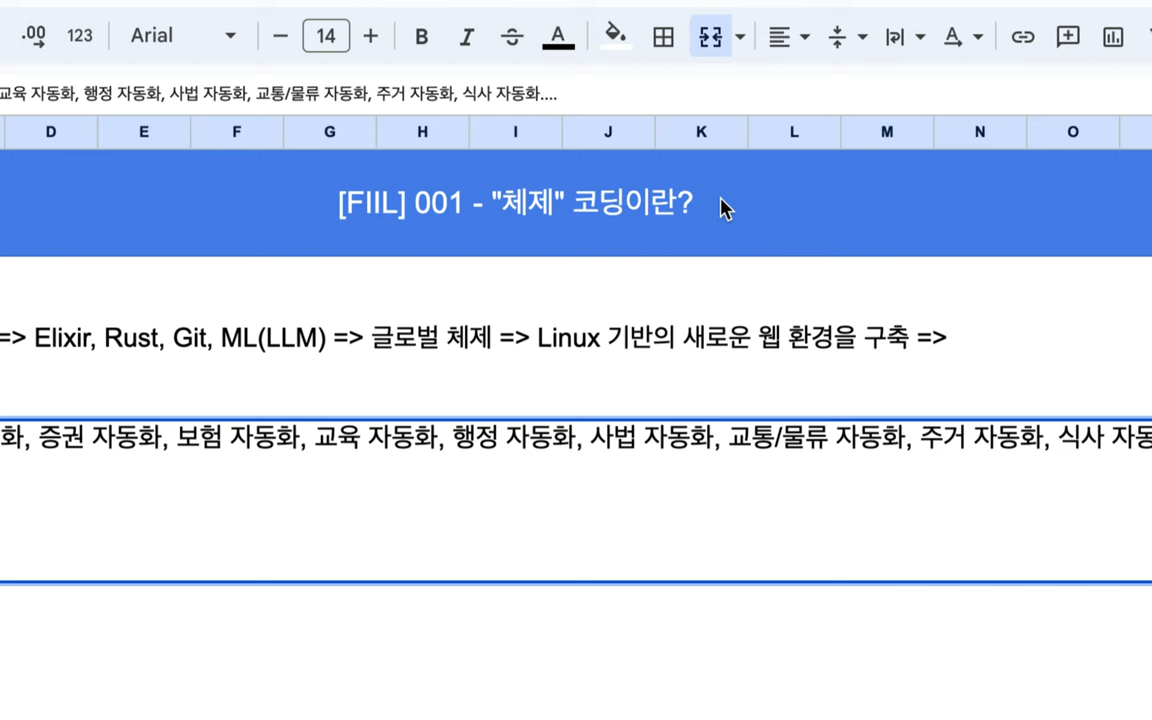 .00 123 Arial 14 B I S A A
교육 자동화, 행정 자동화, 사법 자동화, 교통/물류 자동화, 주거 자동화, 식사 자동화....
D E F G H I J K L M N O
[FIIL] 001 - "체제" 코딩이란?
=> Elixir, Rust, Git, ML(LLM) => 글로벌 체제 => Linux 기반의 새로운 웹 환경을 구축 =>
화, 증권 자동화, 보험 자동화, 교육 자동화, 행정 자동화, 사법 자동화, 교통/물류 자동화, 주거 자동화, 식사 자동